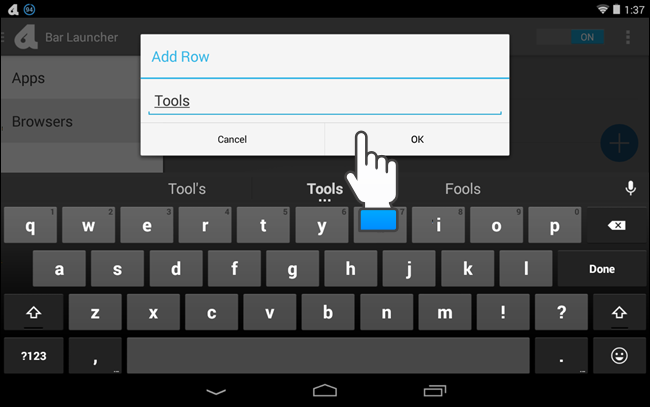 94
1:37
Bar Launcher
ON
Add Row
Apps
Tools
Browsers
Cancel
OK
Tool's
Tools
Fools
1 2 3 4 5 6 7 8 9 0
q w e r t y i o p
a s d f g h j k l Done
z x c v b n m ! ?
?123 , .